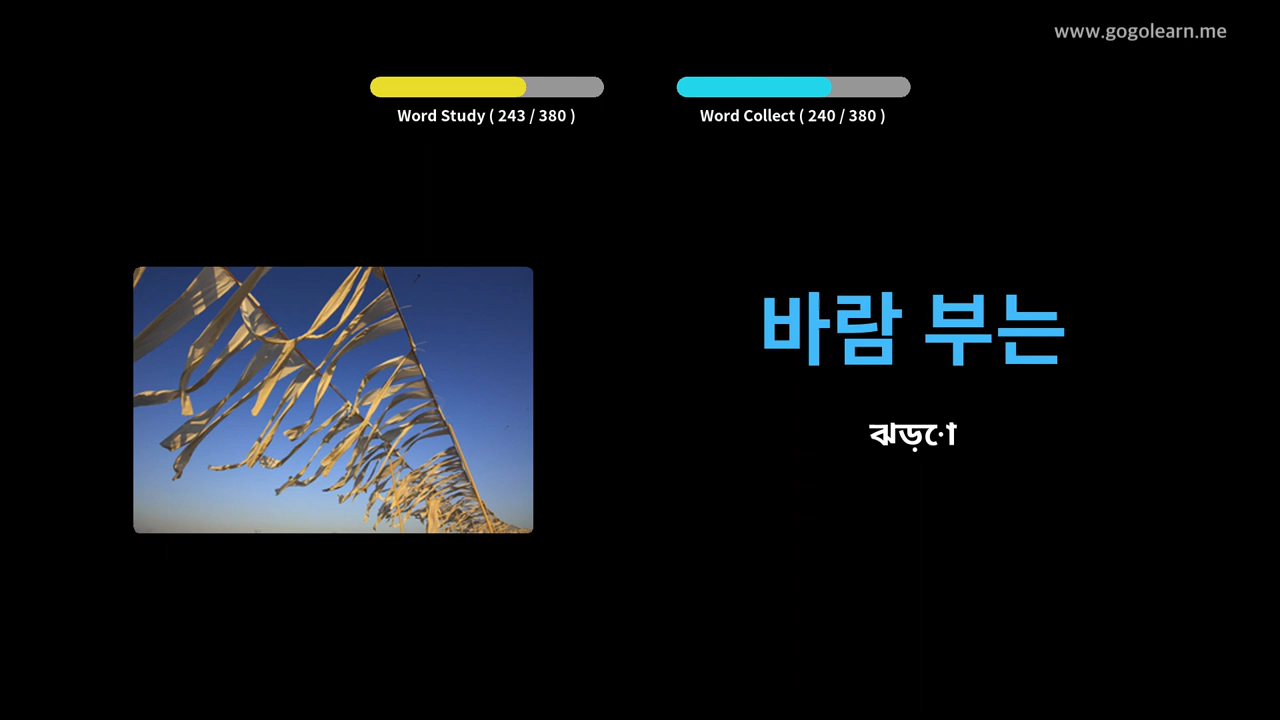 www.gogolearn.me
Word Study ( 243 / 380 )
Word Collect ( 240 / 380 )
바람 부는
ঝড়ো